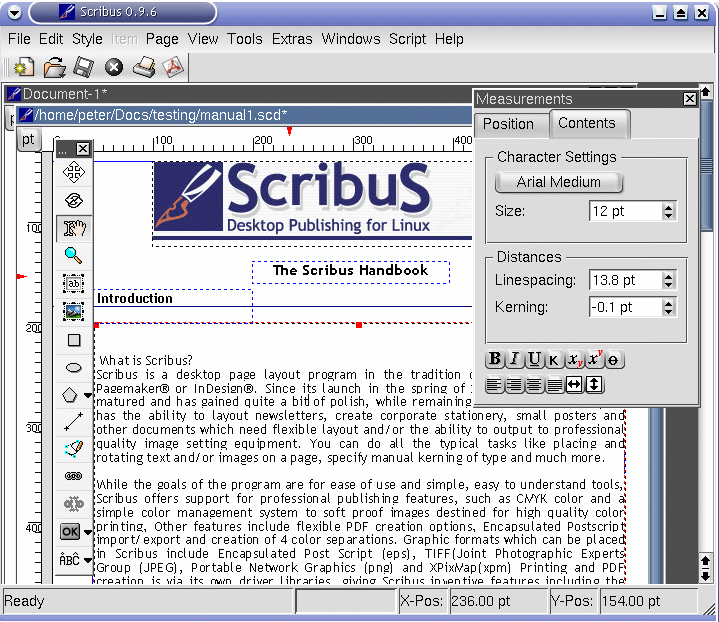 Scribus 0.9.6
File Edit Style Item Page View Tools Extras Windows Script Help
Document-1*
/home/peter/Docs/testing/manual1.scd*
pt
100 200 300 400
...
100
200
300
400
ScribuS
Desktop Publishing for Linux
The Scribus Handbook
Introduction
What is Scribus?
Scribus is a desktop page layout program in the tradition
Pagemaker® or InDesign®. Since its launch in the spring of
matured and has gained quite a bit of polish, while remaining
has the ability to layout newsletters, create corporate stationery, small posters and
other documents which need flexible layout and/or the ability to output to professional
quality image setting equipment. You can do all the typical tasks like placing and
rotating text and/or images on a page, specify manual kerning of type and much more.
While the goals of the program are for ease of use and simple, easy to understand tools,
Scribus offers support for professional publishing features, such as CMYK color and a
simple color management system to soft proof images destined for high quality color
printing, Other features include flexible PDF creation options, Encapsulated Postscript
import/export and creation of 4 color separations. Graphic formats which can be placed
in Scribus include Encapsulated Post Script (eps), TIFF(Joint Photographic Experts
Group (JPEG), Portable Network Graphics (png) and XPixMap(xpm) Printing and PDF
creation is via its own driver libraries, giving Scribus inventive features including the
ab
OK
ÀBĈ
Measurements
Position Contents
Character Settings
Arial Medium
Size: 12 pt
Distances
Linespacing: 13.8 pt
Kerning: -0.1 pt
B I U K x y x y o
Ready X-Pos: 236.00 pt Y-Pos: 154.00 pt